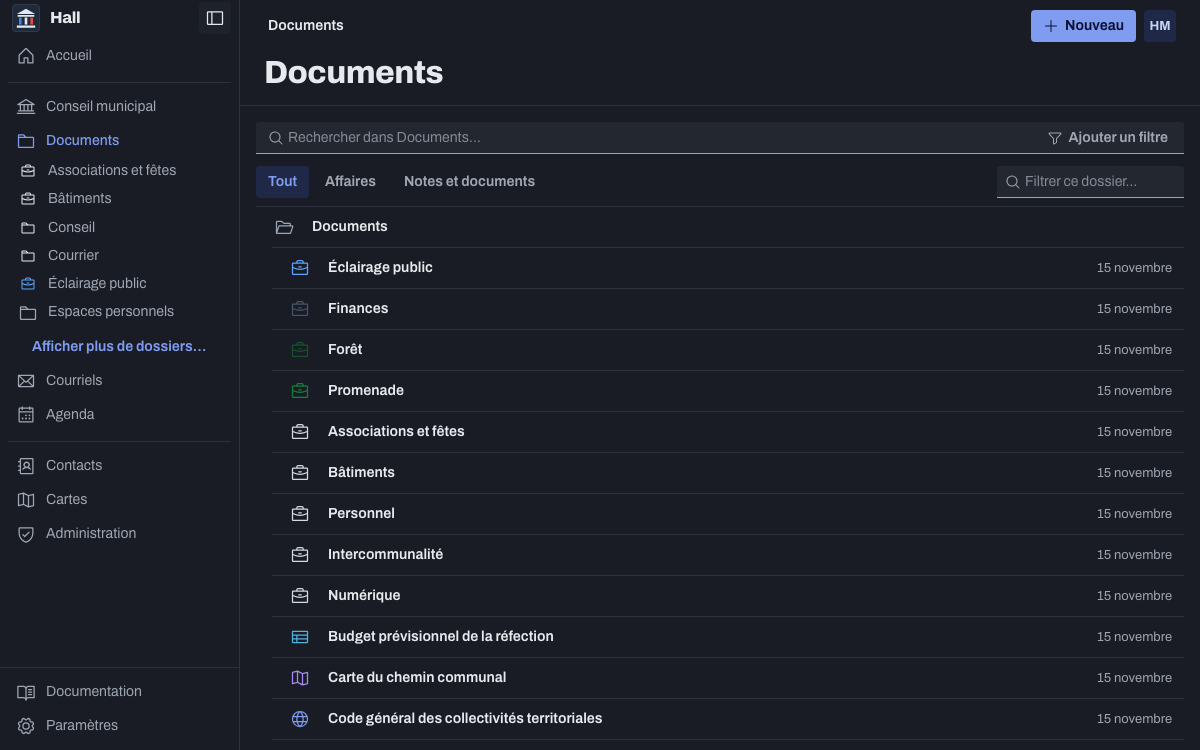 Hall
Accueil
Conseil municipal
Documents
Associations et fêtes
Bâtiments
Conseil
Courrier
Éclairage public
Espaces personnels
Afficher plus de dossiers...
Courriels
Agenda
Contacts
Cartes
Administration
Documentation
Paramètres
Documents
Nouveau
HM
Documents
Rechercher dans Documents...
Ajouter un filtre
Tout
Affaires
Notes et documents
Filtrer ce dossier...
Documents
Éclairage public 15 novembre
Finances 15 novembre
Forêt 15 novembre
Promenade 15 novembre
Associations et fêtes 15 novembre
Bâtiments 15 novembre
Personnel 15 novembre
Intercommunalité 15 novembre
Numérique 15 novembre
Budget prévisionnel de la réfection 15 novembre
Carte du chemin communal 15 novembre
Code général des collectivités territoriales 15 novembre